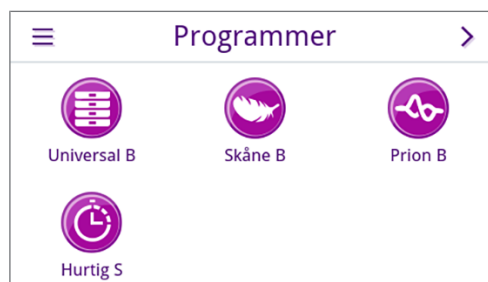 Programmer
Universal B
Skåne B
Prion B
Hurtig S